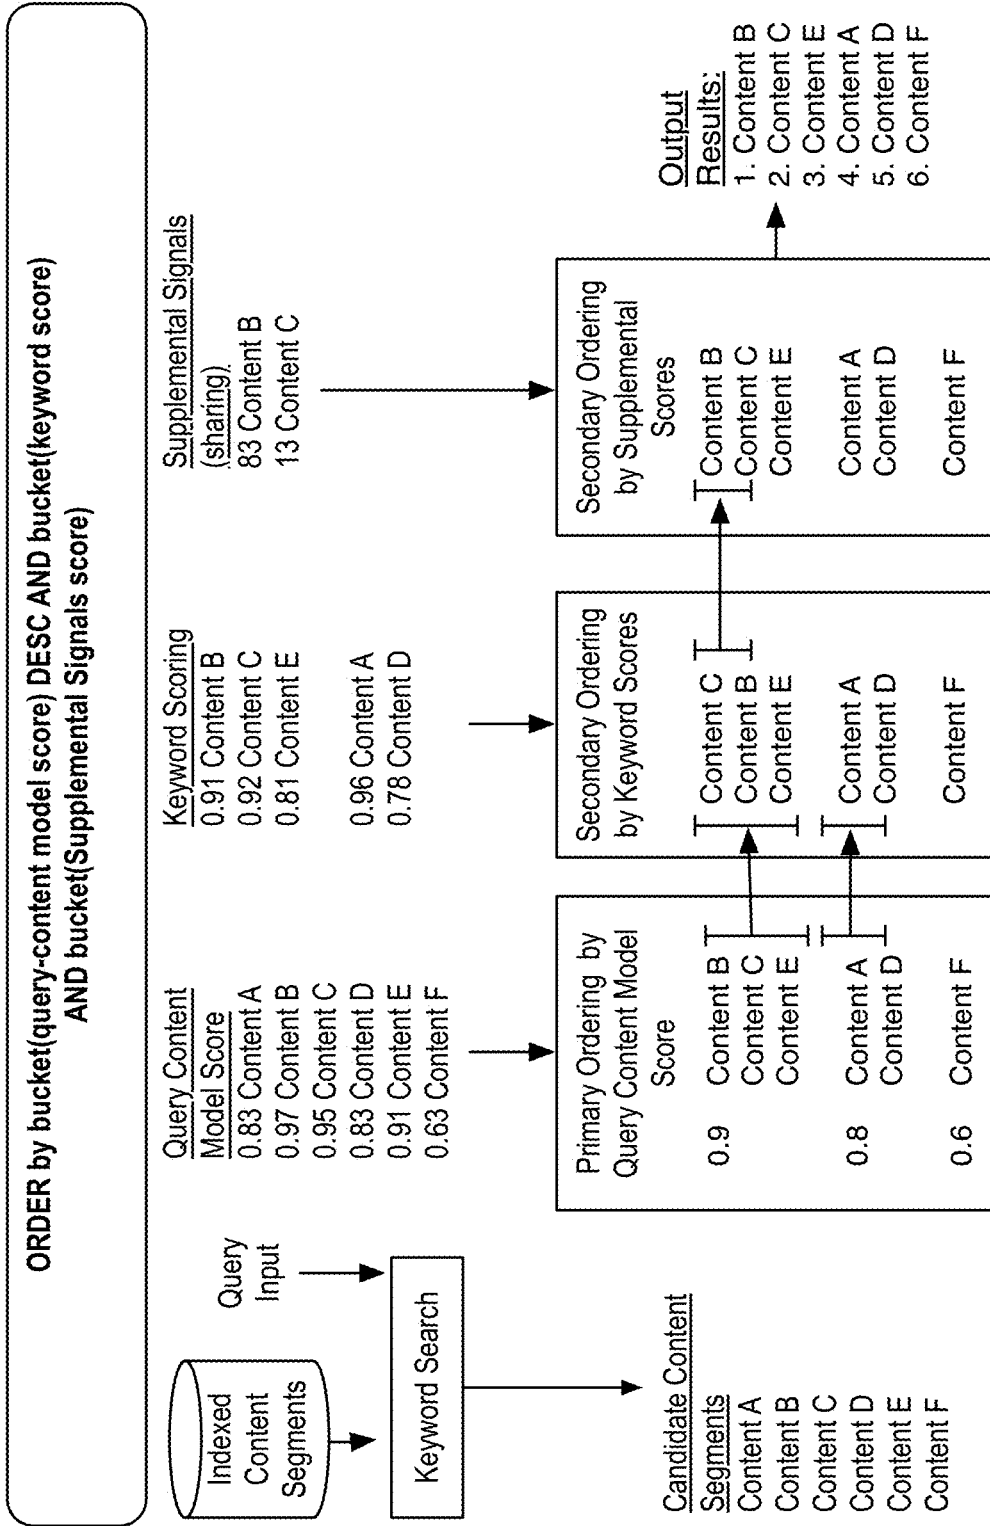 ORDER by bucket(query-content model score) DESC AND bucket(keyword score)
AND bucket(Supplemental Signals score)
Indexed
Content
Segments
Query
Input
Keyword Search
Candidate Content
Segments
Content A
Content B
Content C
Content D
Content E
Content F
Query Content
Model Score
0.83 Content A
0.97 Content B
0.95 Content C
0.83 Content D
0.91 Content E
0.63 Content F
Primary Ordering by
Query Content Model
Score
0.9 Content B
Content C
Content E
0.8 Content A
Content D
0.6 Content F
Keyword Scoring
0.91 Content B
0.92 Content C
0.81 Content E
0.96 Content A
0.78 Content D
Secondary Ordering
by Keyword Scores
Content C
Content B
Content E
Content A
Content D
Content F
Supplemental Signals
(sharing)
83 Content B
13 Content C
Secondary Ordering
by Supplemental
Scores
Content B
Content C
Content E
Content A
Content D
Content F
Output
Results:
1. Content B
2. Content C
3. Content E
4. Content A
5. Content D
6. Content F